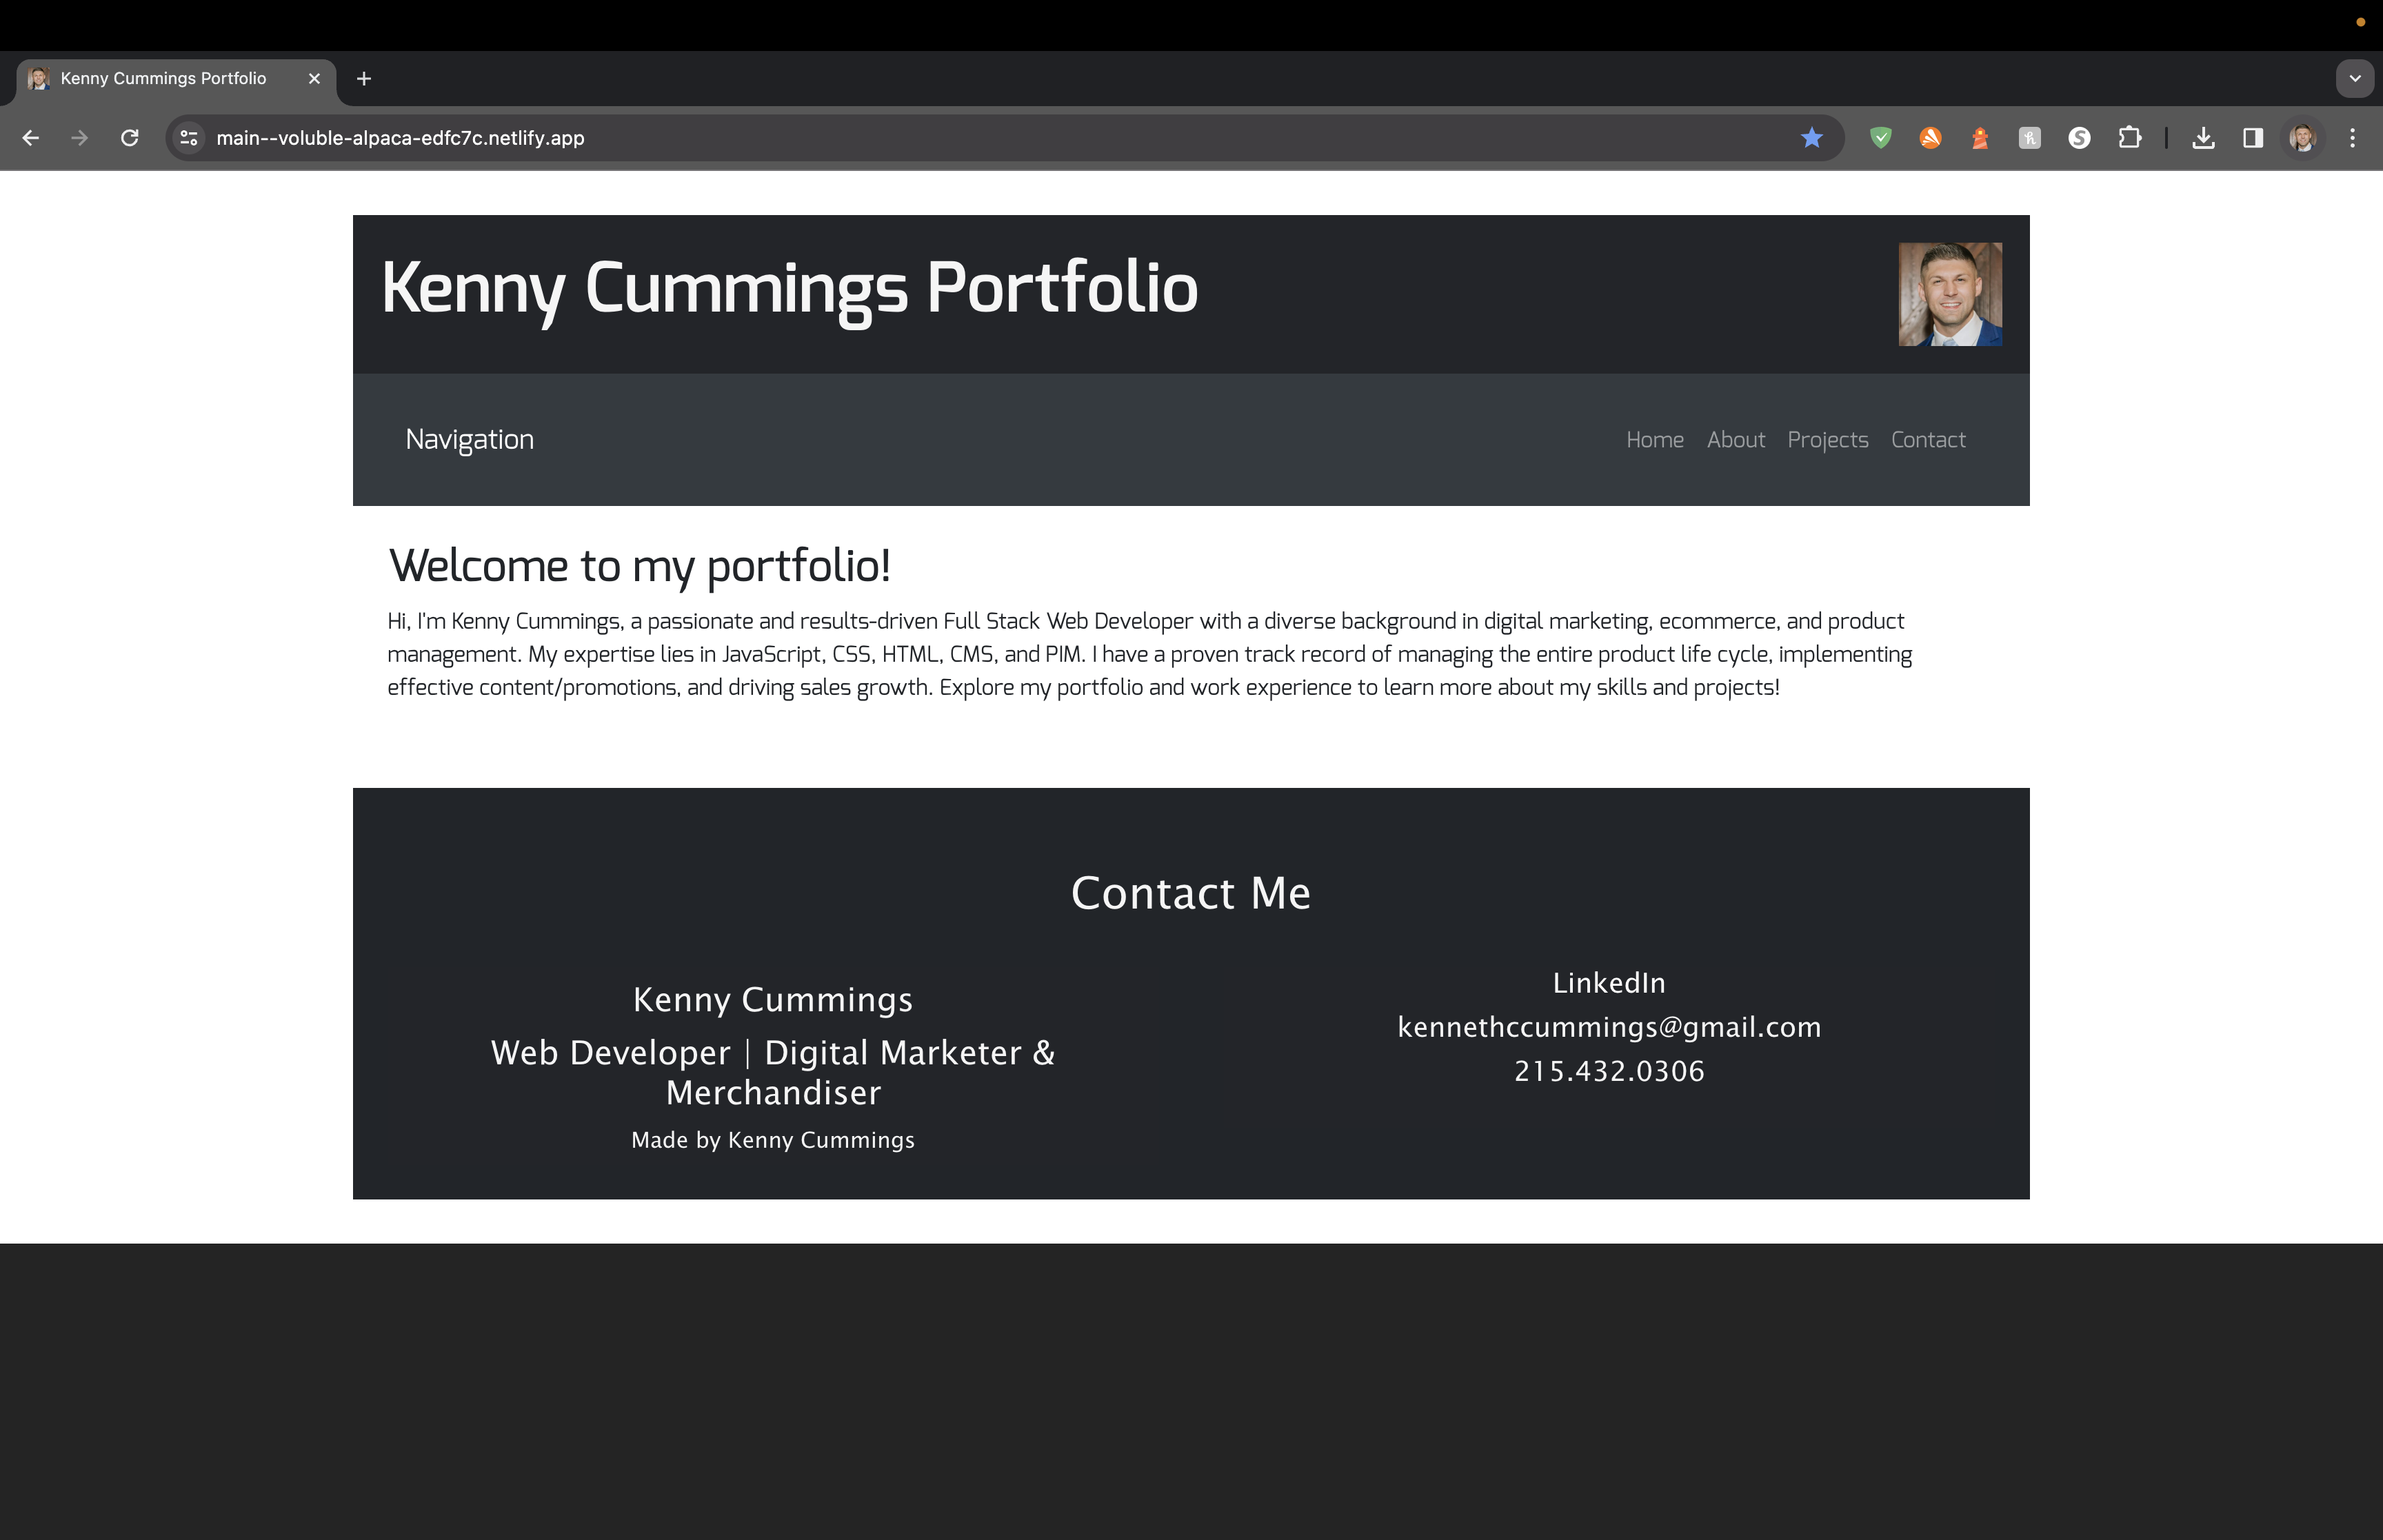 Kenny Cummings Portfolio
main--voluble-alpaca-edfc7c.netlify.app
Kenny Cummings Portfolio
Navigation
Home About Projects Contact
Welcome to my portfolio!
Hi, I'm Kenny Cummings, a passionate and results-driven Full Stack Web Developer with a diverse background in digital marketing, ecommerce, and product
management. My expertise lies in JavaScript, CSS, HTML, CMS, and PIM. I have a proven track record of managing the entire product life cycle, implementing
effective content/promotions, and driving sales growth. Explore my portfolio and work experience to learn more about my skills and projects!
Contact Me
Kenny Cummings
Web Developer | Digital Marketer &
Merchandiser
Made by Kenny Cummings
LinkedIn
kennethccummings@gmail.com
215.432.0306